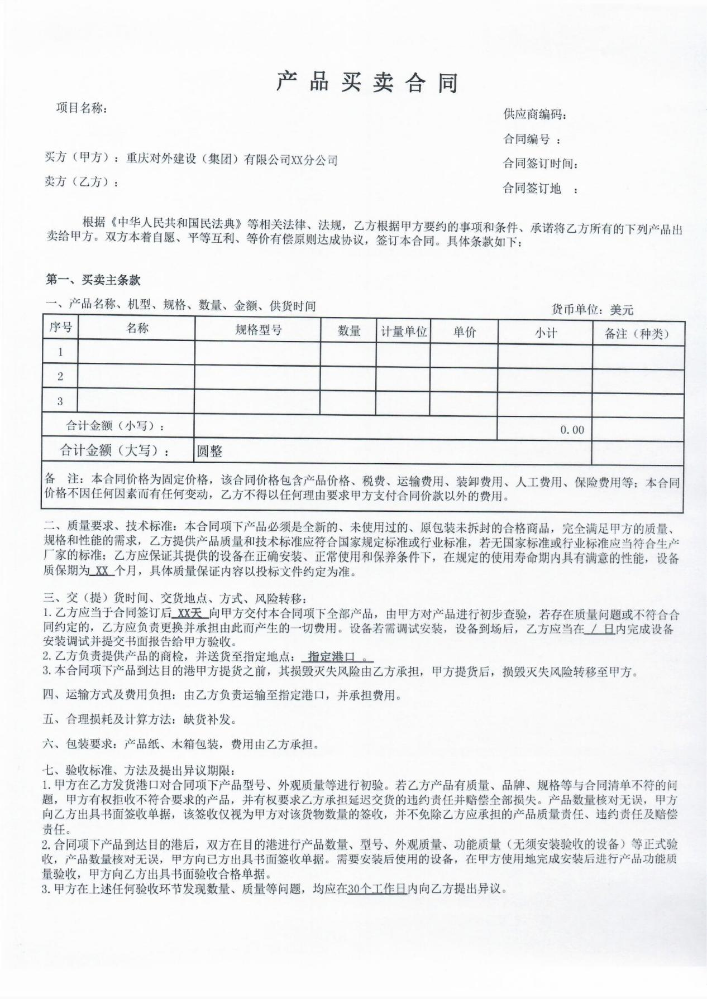 产品买卖合同
项目名称：
供应商编码：
合同编号 ：
买方（甲方）：重庆对外建设（集团）有限公司XX分公司
合同签订时间：
卖方（乙方）：
合同签订地 ：
根据《中华人民共和国民法典》等相关法律、法规，乙方根据甲方要约的事项和条件、承诺将乙方所有的下列产品出
卖给甲方。双方本着自愿、平等互利、等价有偿原则达成协议，签订本合同。具体条款如下：
第一、买卖主条款
一、产品名称、机型、规格、数量、金额、供货时间
货币单位：美元
序号 名称 规格型号 数量 计量单位 单价 小计 备注（种类）
1
2
3
合计金额（小写）： 0.00
合计金额（大写）： 圆整
备 注：本合同价格为固定价格，该合同价格包含产品价格、税费、运输费用、装卸费用、人工费用、保险费用等；本合同
价格不因任何因素而有任何变动，乙方不得以任何理由要求甲方支付合同价款以外的费用。
二、质量要求、技术标准：本合同项下产品必须是全新的、未使用过的、原包装未拆封的合格商品，完全满足甲方的质量、
规格和性能的需求，乙方提供产品质量和技术标准应符合国家规定标准或行业标准，若无国家标准或行业标准应当符合生产
厂家的标准；乙方应保证其提供的设备在正确安装、正常使用和保养条件下，在规定的使用寿命期内具有满意的性能，设备
质保期为 XX 个月，具体质量保证内容以投标文件约定为准。
三、交（提）货时间、交货地点、方式、风险转移：
1.乙方应当于合同签订后 XX天 向甲方交付本合同项下全部产品，由甲方对产品进行初步查验，若存在质量问题或不符合合
同约定的，乙方应负责更换并承担由此而产生的一切费用。设备若需调试安装，设备到场后，乙方应当在 / 日内完成设备
安装调试并提交书面报告给甲方验收。
2.乙方负责提供产品的商检，并送货至指定地点： 指定港口 。
3.本合同项下产品到达目的港甲方提货之前，其损毁灭失风险由乙方承担，甲方提货后，损毁灭失风险转移至甲方。
四、运输方式及费用负担：由乙方负责运输至指定港口，并承担费用。
五、合理损耗及计算方法：缺货补发。
六、包装要求：产品纸、木箱包装，费用由乙方承担。
七、验收标准、方法及提出异议期限：
1.甲方在乙方发货港口对合同项下产品型号、外观质量等进行初验。若乙方产品有质量、品牌、规格等与合同清单不符的问
题，甲方有权拒收不符合要求的产品，并有权要求乙方承担延迟交货的违约责任并赔偿全部损失。产品数量核对无误，甲方
向乙方出具书面签收单据，该签收仅视为甲方对该货物数量的签收，并不免除乙方应承担的产品质量责任、违约责任及赔偿
责任。
2.合同项下产品到达目的港后，双方在目的港进行产品数量、型号、外观质量、功能质量（无须安装验收的设备）等正式验
收，产品数量核对无误，甲方向已方出具书面签收单据。需要安装后使用的设备，在甲方使用地完成安装后进行产品功能质
量验收，甲方向乙方出具书面验收合格单据。
3.甲方在上述任何验收环节发现数量、质量等问题，均应在30个工作日内向乙方提出异议。